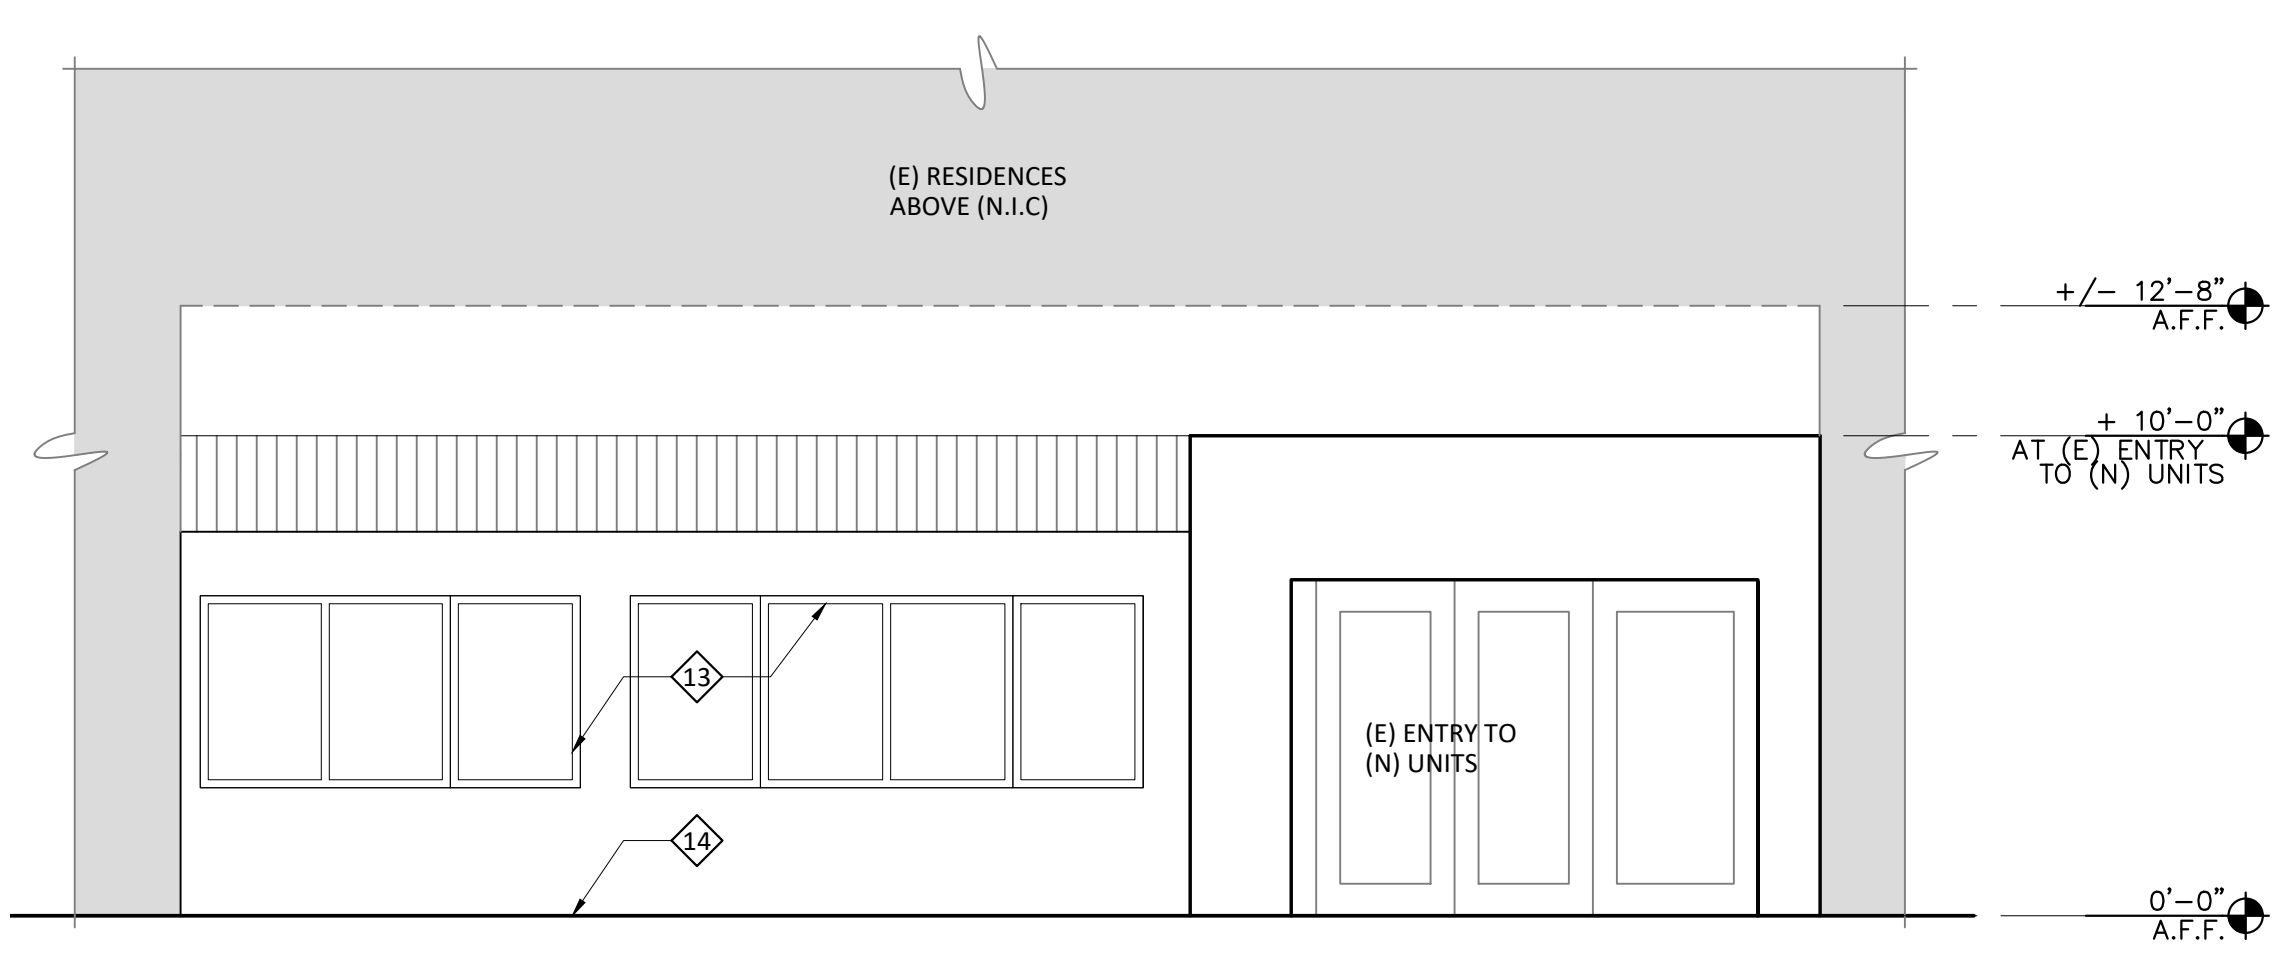 (E) RESIDENCES
ABOVE (N.I.C)
+/- 12'-8"
A.F.F.
+ 10'-0"
AT (E) ENTRY
TO (N) UNITS
13
(E) ENTRY TO
(N) UNITS
14
0'-0"
A.F.F.